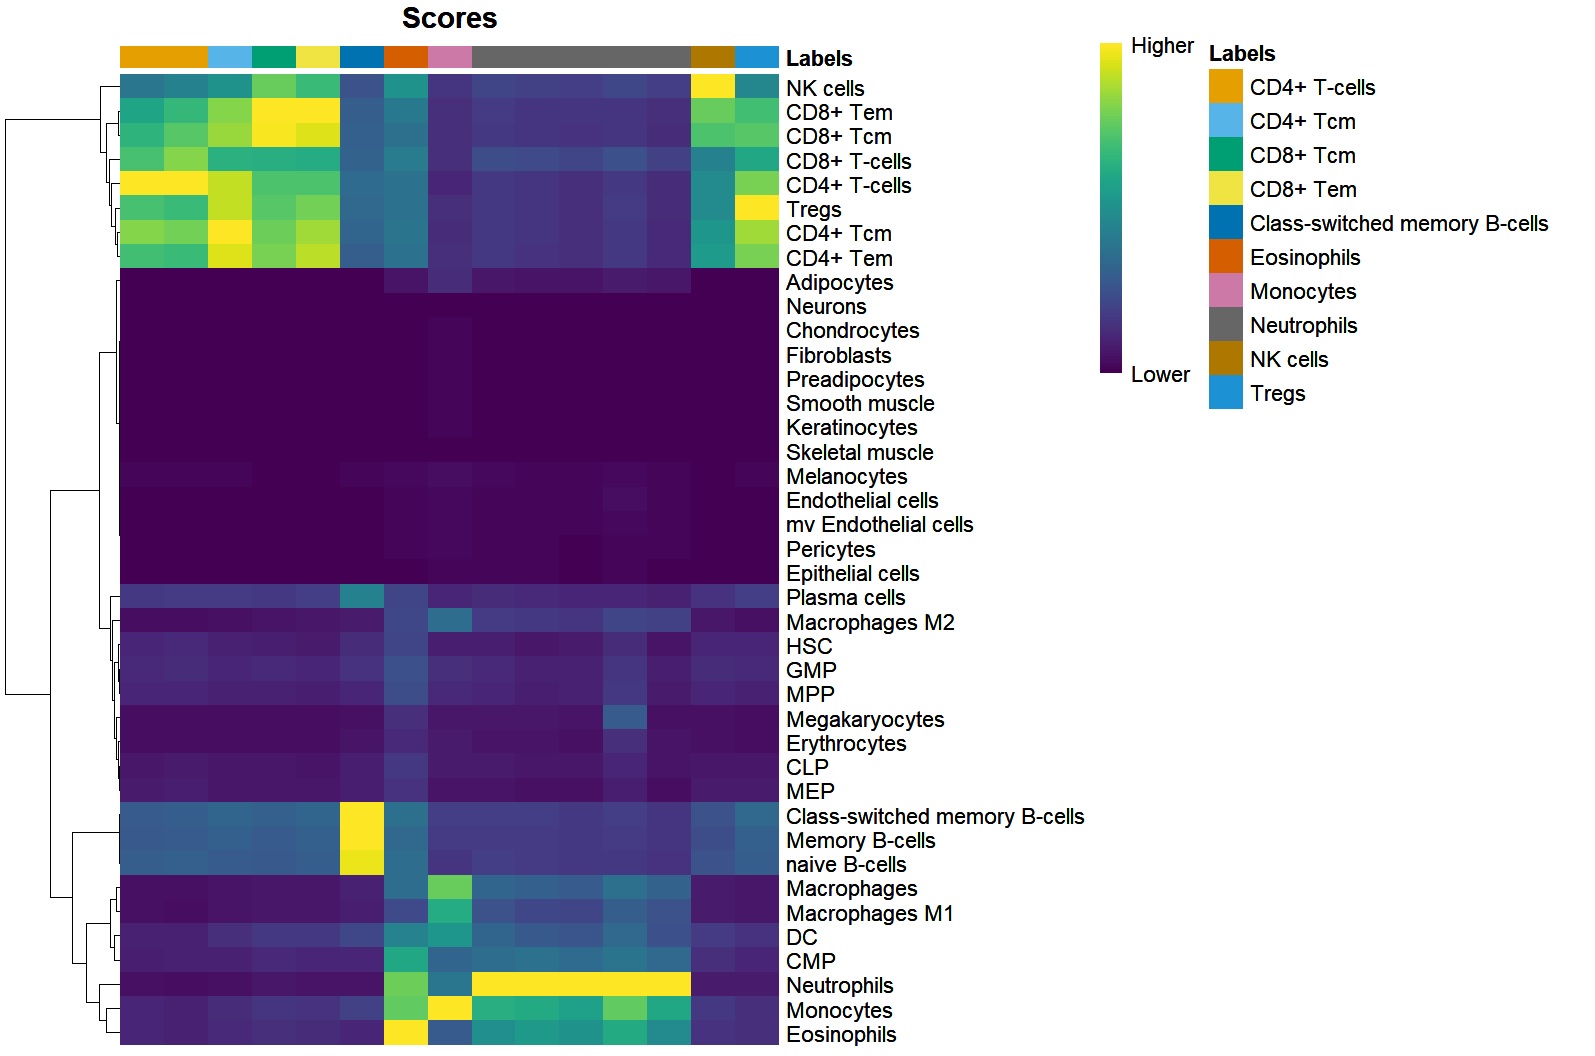 Scores
Labels
NK cells
CD8+ Tem
CD8+ Tcm
CD8+ T-cells
CD4+ T-cells
Tregs
CD4+ Tcm
CD4+ Tem
Adipocytes
Neurons
Chondrocytes
Fibroblasts
Preadipocytes
Smooth muscle
Keratinocytes
Skeletal muscle
Melanocytes
Endothelial cells
mv Endothelial cells
Pericytes
Epithelial cells
Plasma cells
Macrophages M2
HSC
GMP
MPP
Megakaryocytes
Erythrocytes
CLP
MEP
Class-switched memory B-cells
Memory B-cells
naive B-cells
Macrophages
Macrophages M1
DC
CMP
Neutrophils
Monocytes
Eosinophils
Higher
Lower
Labels
CD4+ T-cells
CD4+ Tcm
CD8+ Tcm
CD8+ Tem
Class-switched memory B-cells
Eosinophils
Monocytes
Neutrophils
NK cells
Tregs